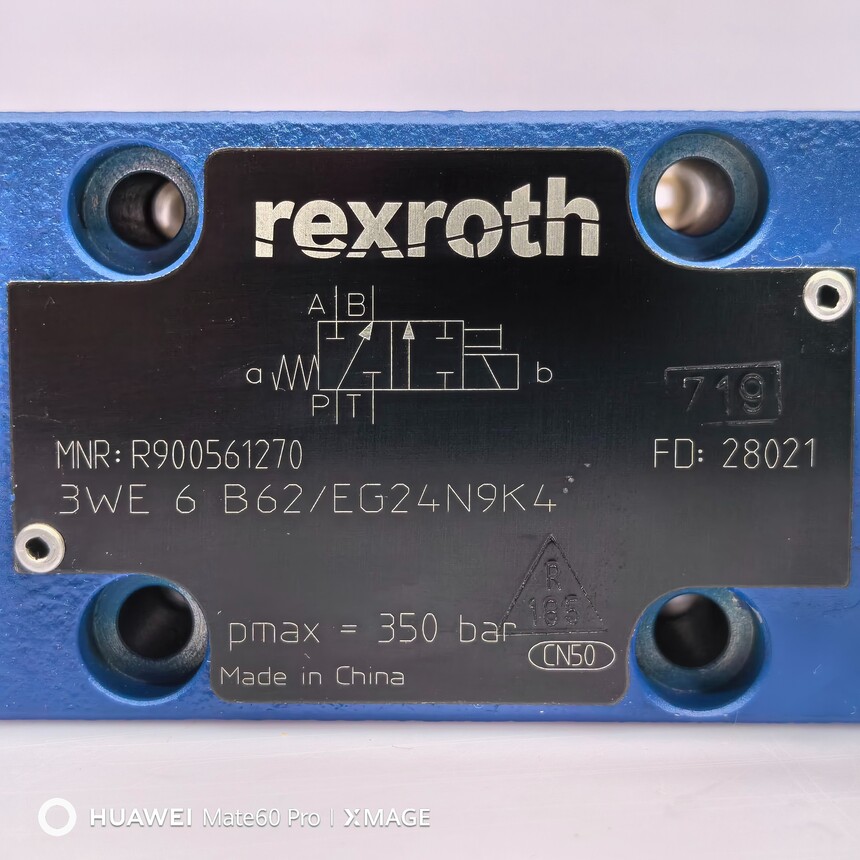 rexroth
A B
a b
P T
719
MNR: R900561270 FD: 28021
3WE 6 B62/EG24N9K4
R
185
pmax = 350 bar
CN50
Made in China
HUAWEI Mate60 Pro | XMAGE